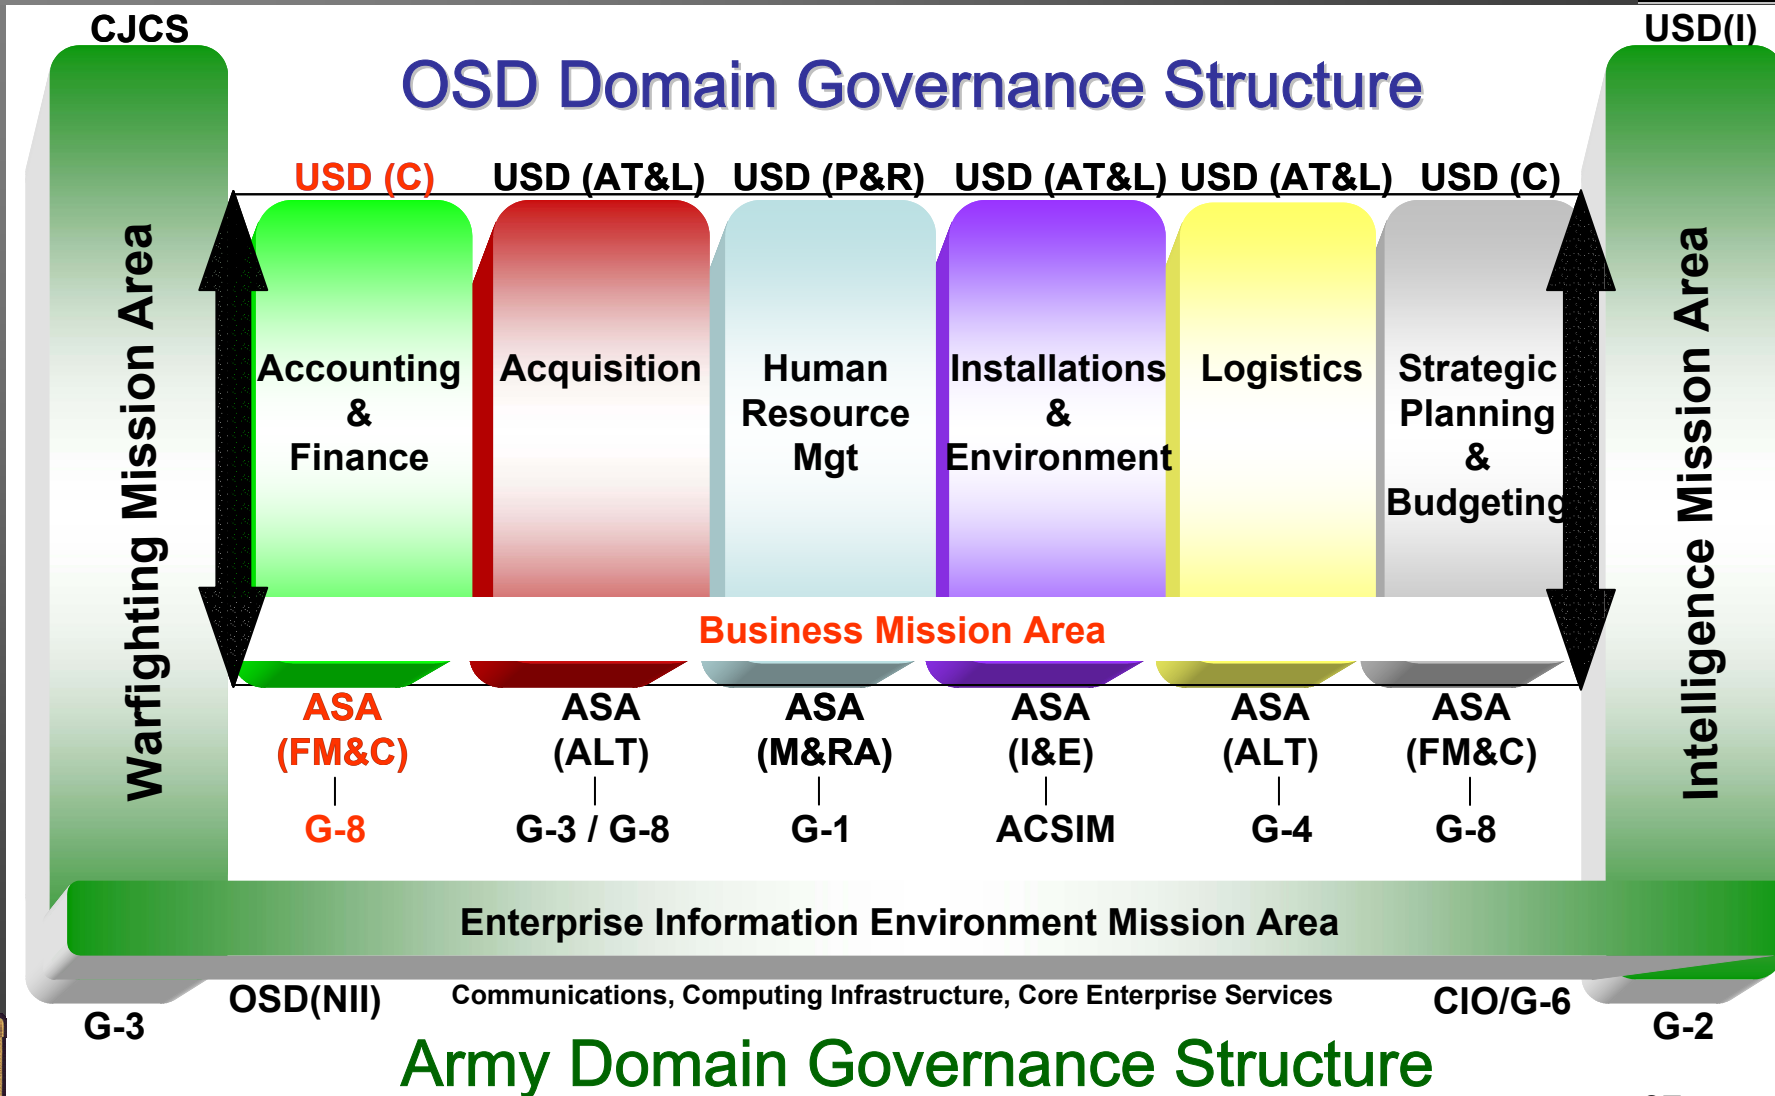 CJCS
USD(I)
OSD Domain Governance Structure
USD (C)
USD (AT&L)
USD (P&R)
USD (AT&L)
USD (AT&L)
USD (C)
Warfighting Mission Area
Accounting
&
Finance
Acquisition
Human
Resource
Mgt
Installations
&
Environment
Logistics
Strategic
Planning
&
Budgeting
Intelligence Mission Area
Business Mission Area
ASA
(FM&C)
G-8
ASA
(ALT)
G-3 / G-8
ASA
(M&RA)
G-1
ASA
(I&E)
ACSIM
ASA
(ALT)
G-4
ASA
(FM&C)
G-8
Enterprise Information Environment Mission Area
OSD(NII)
Communications, Computing Infrastructure, Core Enterprise Services
CIO/G-6
G-3
G-2
Army Domain Governance Structure